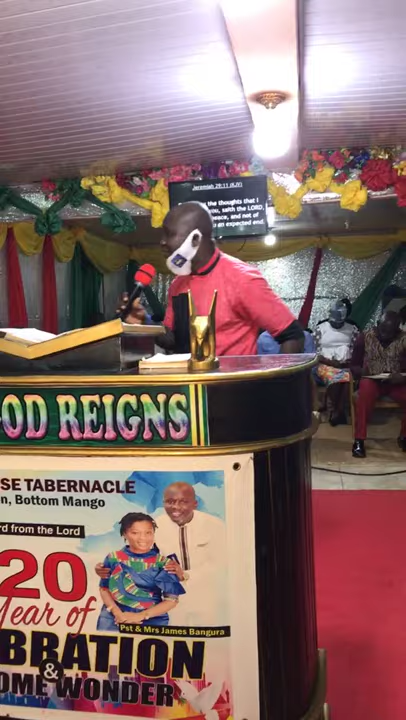 Jeremiah 29:11 (KJV)
the thoughts that I
you, saith the LORD,
peace, and not of
an expected end.
OD REIGNS
SE TABERNACLE
n, Bottom Mango
rd from the Lord
20
Year of
BRATION
&
OME WONDER
Pst & Mrs James Bangura